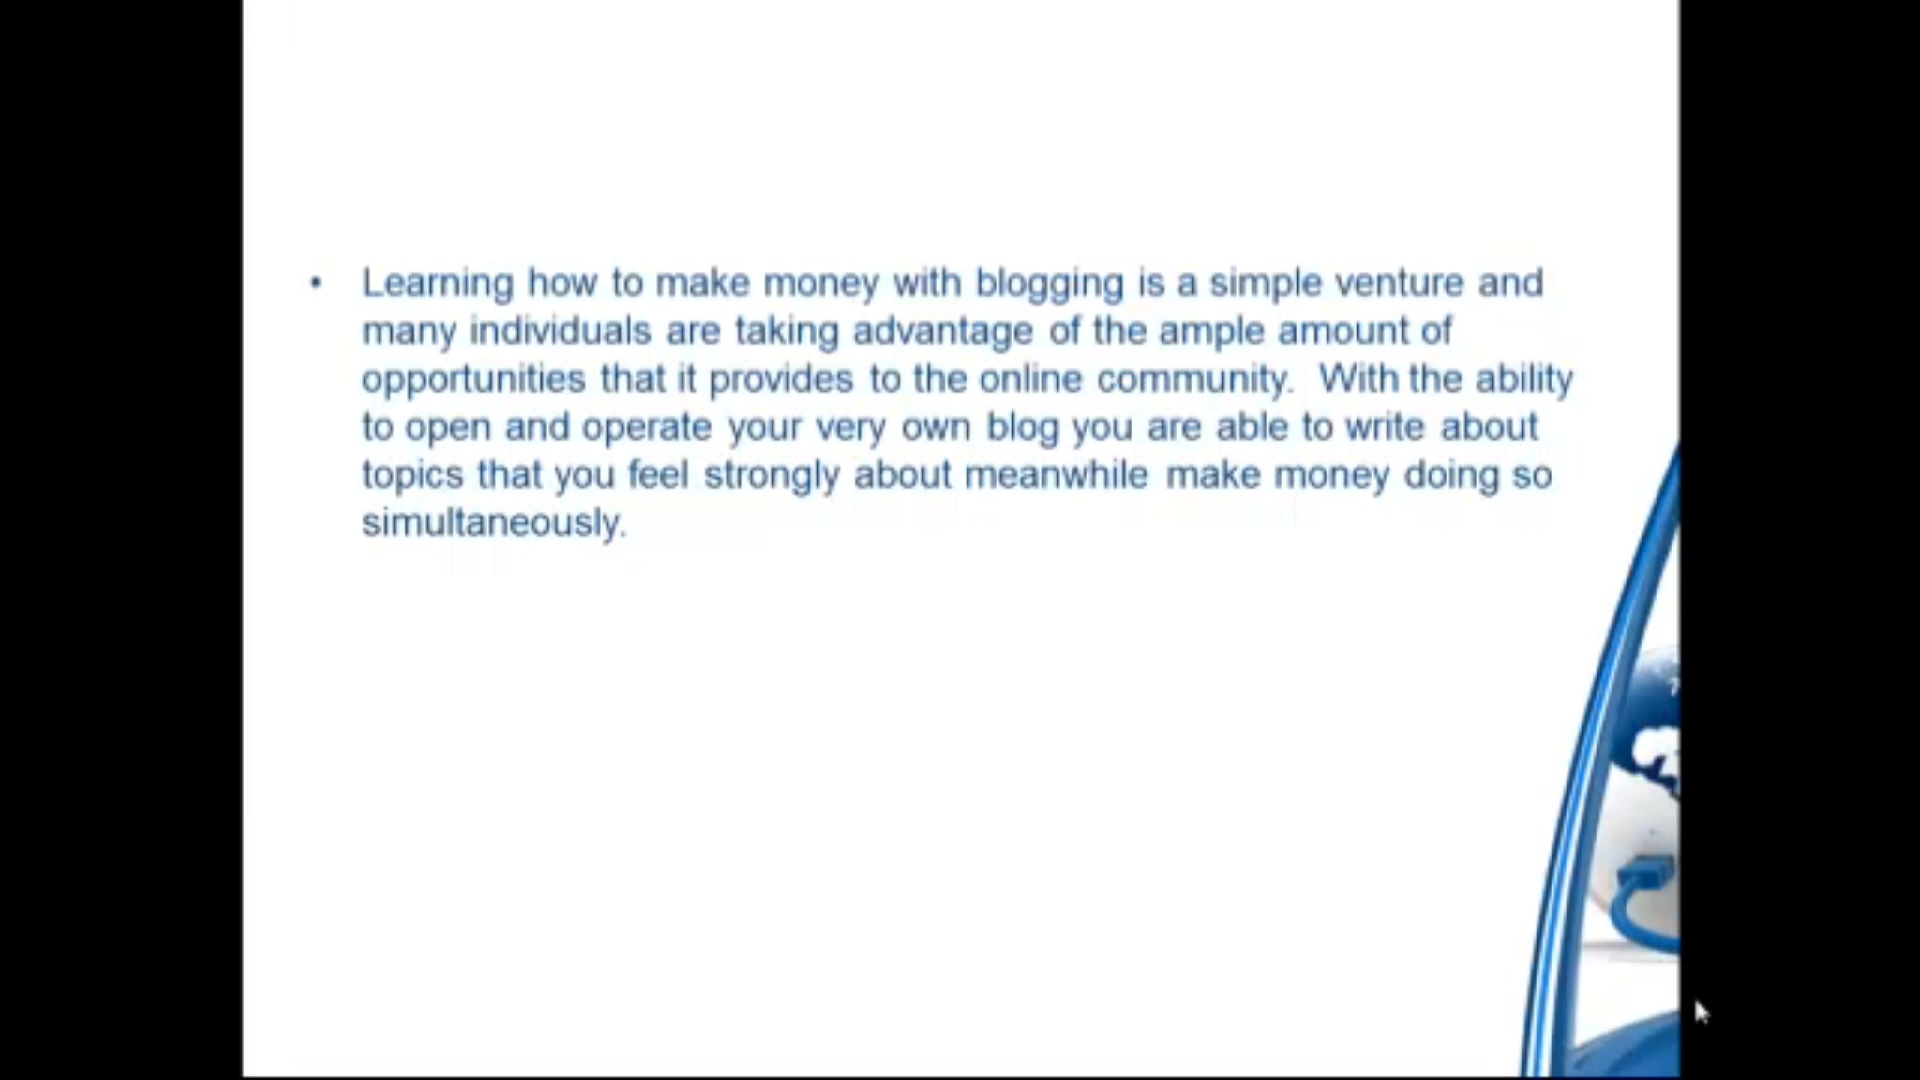 • Learning how to make money with blogging is a simple venture and
many individuals are taking advantage of the ample amount of
opportunities that it provides to the online community.  With the ability
to open and operate your very own blog you are able to write about
topics that you feel strongly about meanwhile make money doing so
simultaneously.